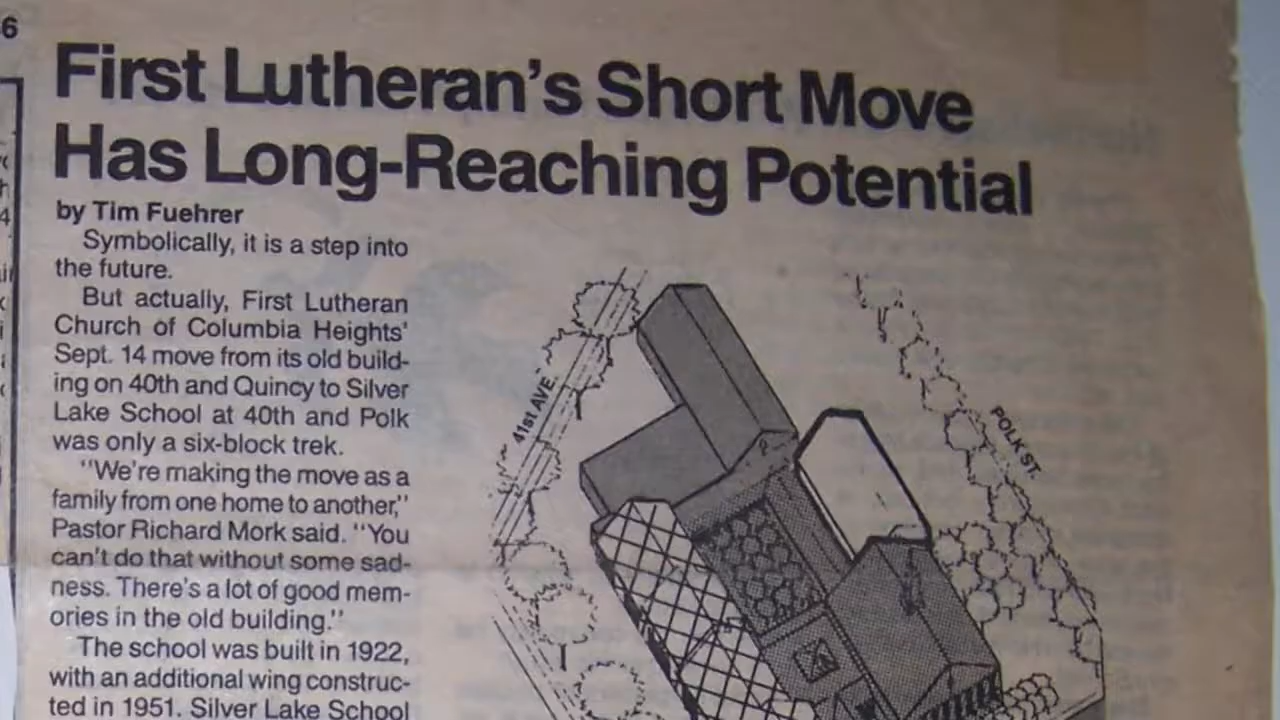 6
First Lutheran's Short Move
Has Long-Reaching Potential
by Tim Fuehrer
Symbolically, it is a step into
the future.
But actually, First Lutheran
Church of Columbia Heights'
Sept. 14 move from its old build-
ing on 40th and Quincy to Silver
Lake School at 40th and Polk
was only a six-block trek.
"We're making the move as a
family from one home to another,"
Pastor Richard Mork said. "You
can't do that without some sad-
ness. There's a lot of good mem-
ories in the old building."
The school was built in 1922,
with an additional wing construc-
ted in 1951. Silver Lake School
41st AVE.
POLK ST.